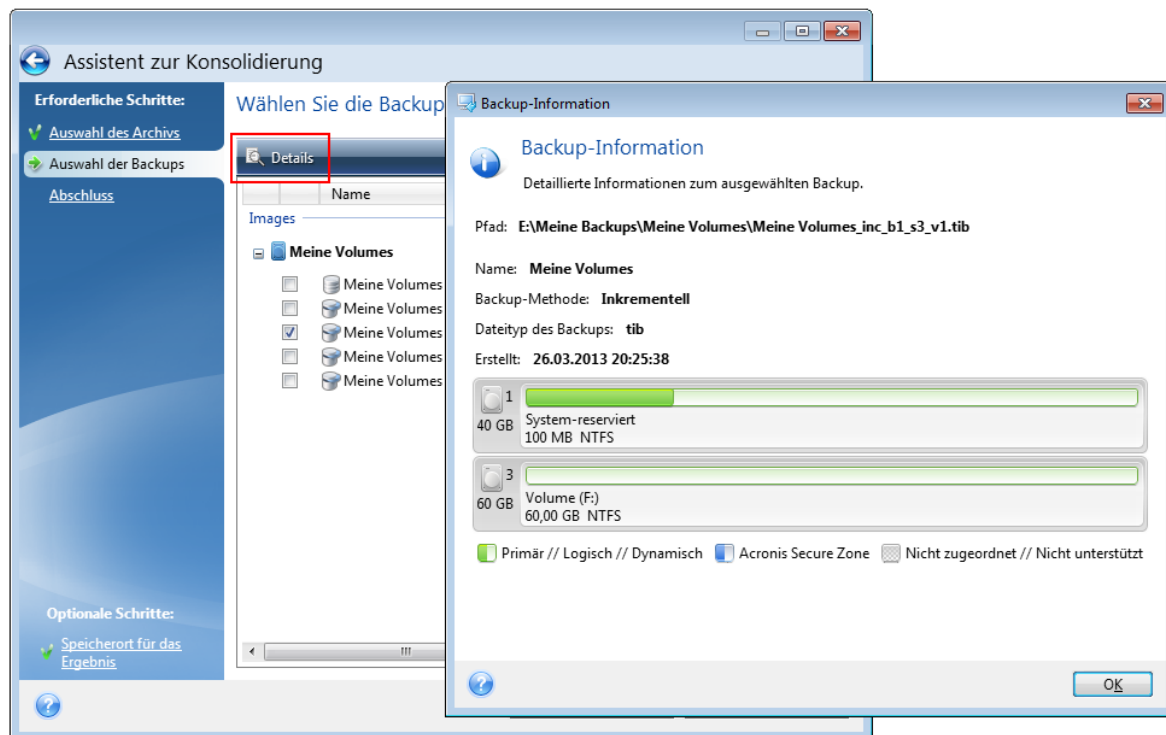 Assistent zur Konsolidierung
Erforderliche Schritte:
Auswahl des Archivs
Auswahl der Backups
Abschluss
Optionale Schritte:
Speicherort für das
Ergebnis
Wählen Sie die Backup
Details
Name
Images
Meine Volumes
Meine Volumes
Meine Volumes
Meine Volumes
Meine Volumes
Meine Volumes
Backup-Information
Backup-Information
Detaillierte Informationen zum ausgewählten Backup.
Pfad: E:\Meine Backups\Meine Volumes\Meine Volumes_inc_b1_s3_v1.tib
Name: Meine Volumes
Backup-Methode: Inkrementell
Dateityp des Backups: tib
Erstellt: 26.03.2013 20:25:38
1
40 GB
System-reserviert
100 MB NTFS
3
60 GB
Volume (F:)
60,00 GB NTFS
Primär // Logisch // Dynamisch Acronis Secure Zone Nicht zugeordnet // Nicht unterstützt
OK